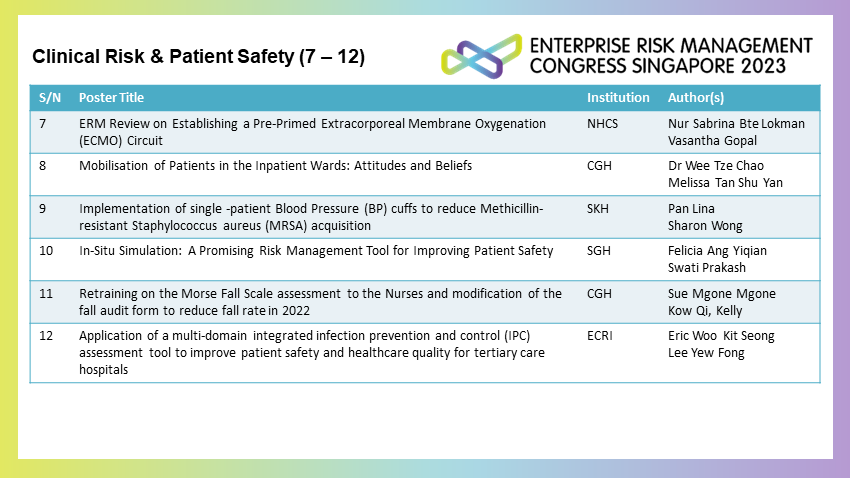 Clinical Risk & Patient Safety (7 – 12)
ENTERPRISE RISK MANAGEMENT
CONGRESS SINGAPORE 2023
S/N Poster Title Institution Author(s)
7 ERM Review on Establishing a Pre-Primed Extracorporeal Membrane Oxygenation NHCS Nur Sabrina Bte Lokman
(ECMO) Circuit Vasantha Gopal
8 Mobilisation of Patients in the Inpatient Wards: Attitudes and Beliefs CGH Dr Wee Tze Chao
Melissa Tan Shu Yan
9 Implementation of single -patient Blood Pressure (BP) cuffs to reduce Methicillin- SKH Pan Lina
resistant Staphylococcus aureus (MRSA) acquisition Sharon Wong
10 In-Situ Simulation: A Promising Risk Management Tool for Improving Patient Safety SGH Felicia Ang Yiqian
Swati Prakash
11 Retraining on the Morse Fall Scale assessment to the Nurses and modification of the CGH Sue Mgone Mgone
fall audit form to reduce fall rate in 2022 Kow Qi, Kelly
12 Application of a multi-domain integrated infection prevention and control (IPC) ECRI Eric Woo Kit Seong
assessment tool to improve patient safety and healthcare quality for tertiary care Lee Yew Fong
hospitals